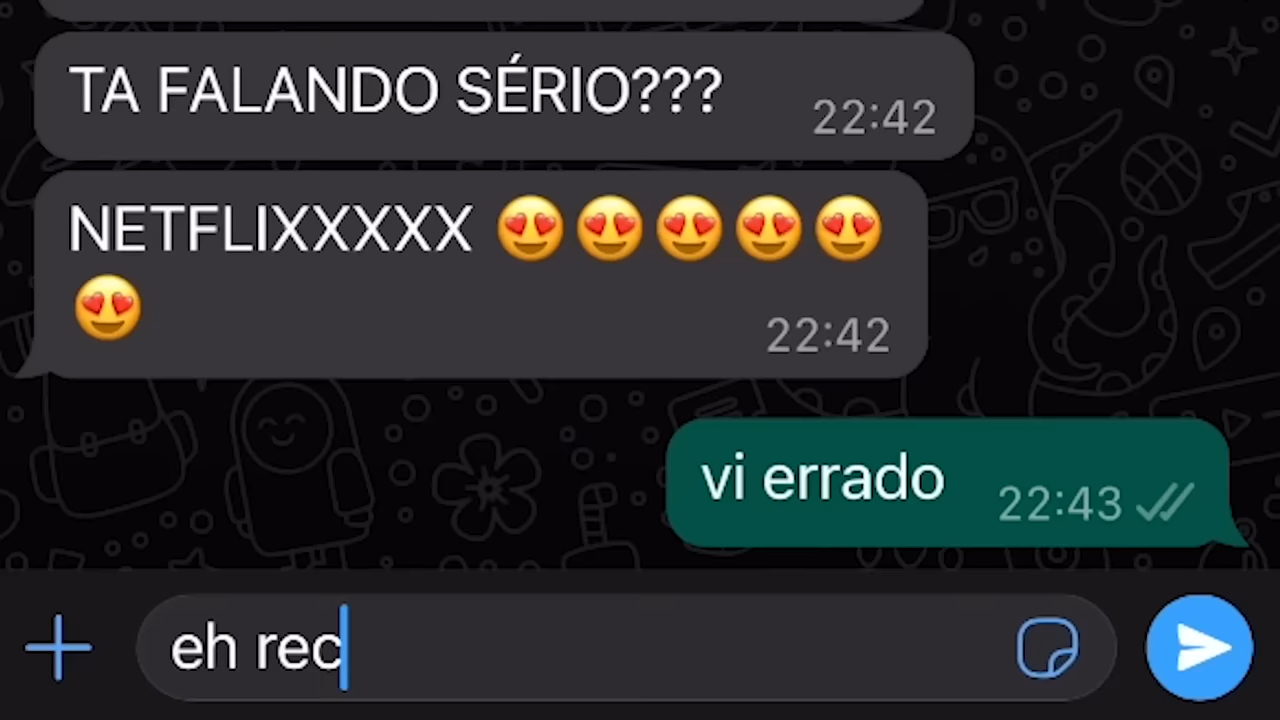 TA FALANDO SÉRIO???
22:42
NETFLIXXXXX 😍😍😍😍😍
😍
22:42
vi errado
22:43
eh rec